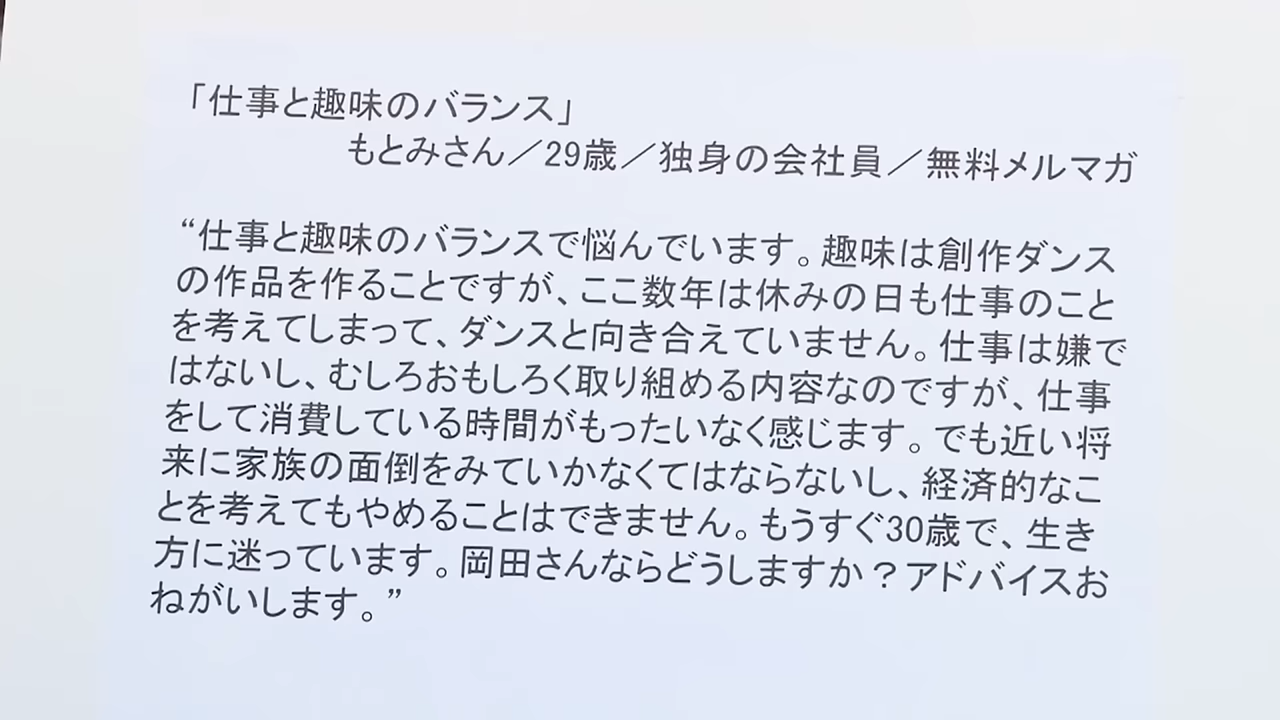 「仕事と趣味のバランス」
もとみさん／29歳／独身の会社員／無料メルマガ
“仕事と趣味のバランスで悩んでいます。趣味は創作ダンス
の作品を作ることですが、ここ数年は休みの日も仕事のこと
を考えてしまって、ダンスと向き合えていません。仕事は嫌で
はないし、むしろおもしろく取り組める内容なのですが、仕事
をして消費している時間がもったいなく感じます。でも近い将
来に家族の面倒をみていかなくてはならないし、経済的なこ
とを考えてもやめることはできません。もうすぐ30歳で、生き
方に迷っています。岡田さんならどうしますか？アドバイスお
ねがいします。”